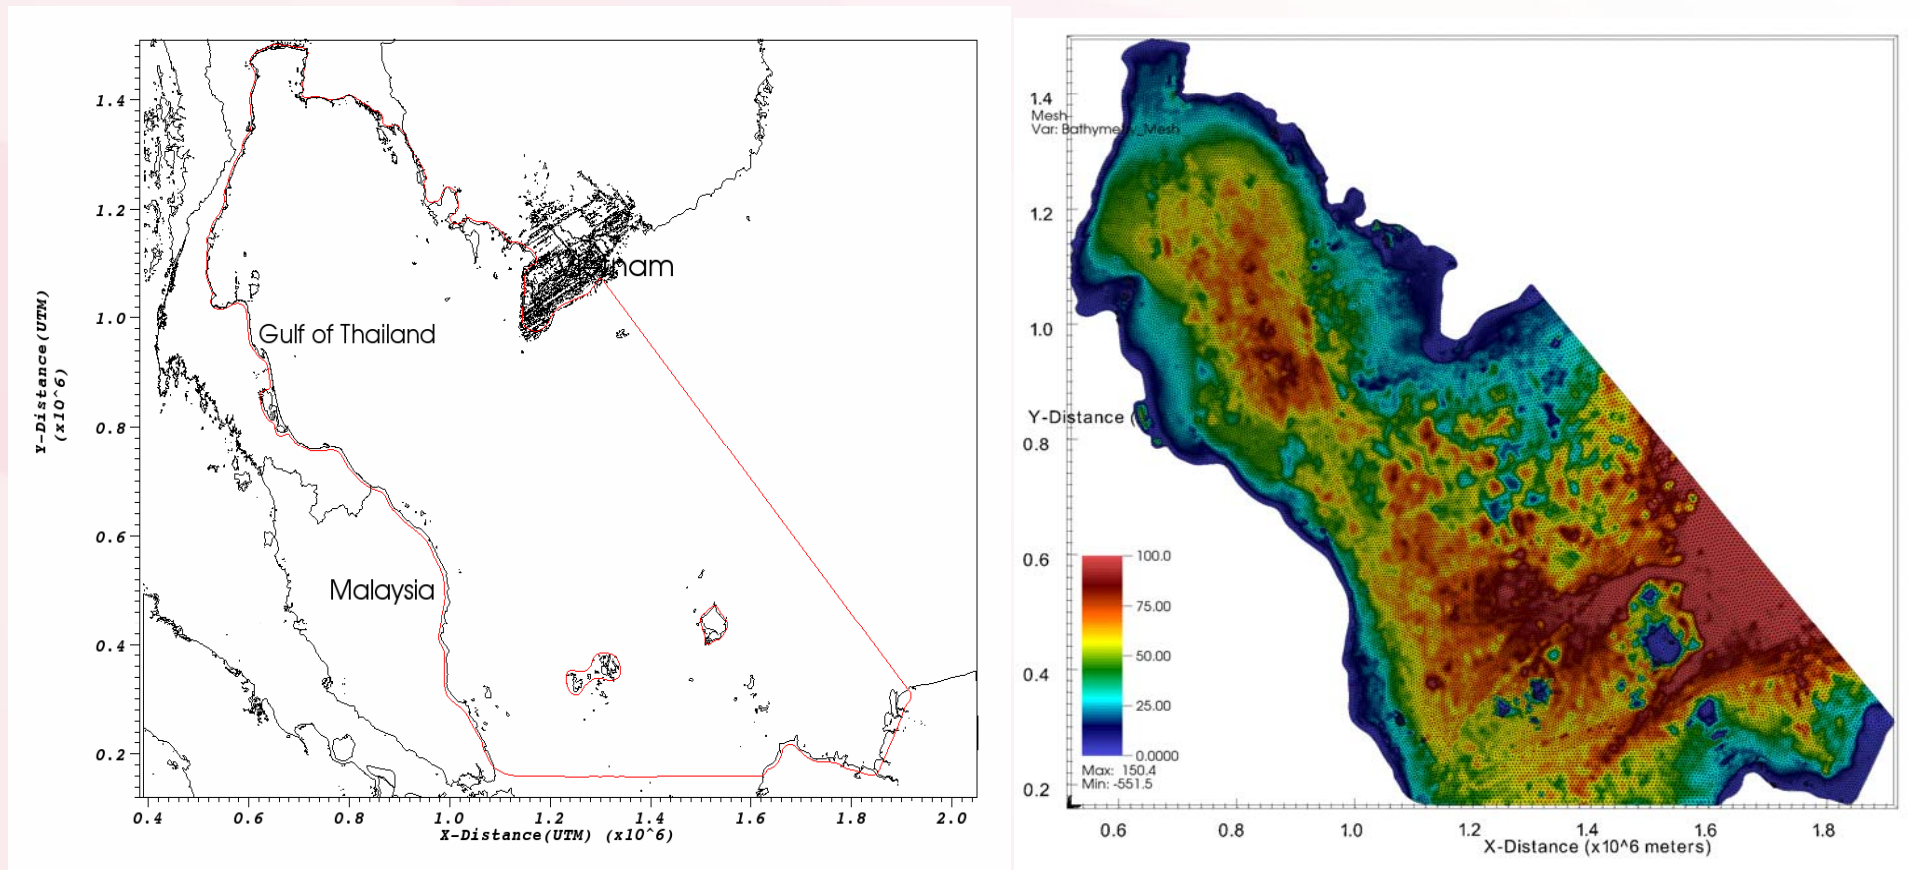 1.4
1.2
1.0
0.8
0.6
0.4
0.2
Y-Distance(UTM)
(x10^6)
Gulf of Thailand
Malaysia
0.4 0.6 0.8 1.0 1.2 1.4 1.6 1.8 2.0
X-Distance(UTM) (x10^6)
1.4
Mesh
1.2
1.0
Y-Distance (
0.8
0.6
0.4
0.2
100.0
75.00
50.00
25.00
0.0000
Max: 150.4
Min: -551.5
0.6 0.8 1.0 1.2 1.4 1.6 1.8
X-Distance (x10^6 meters)